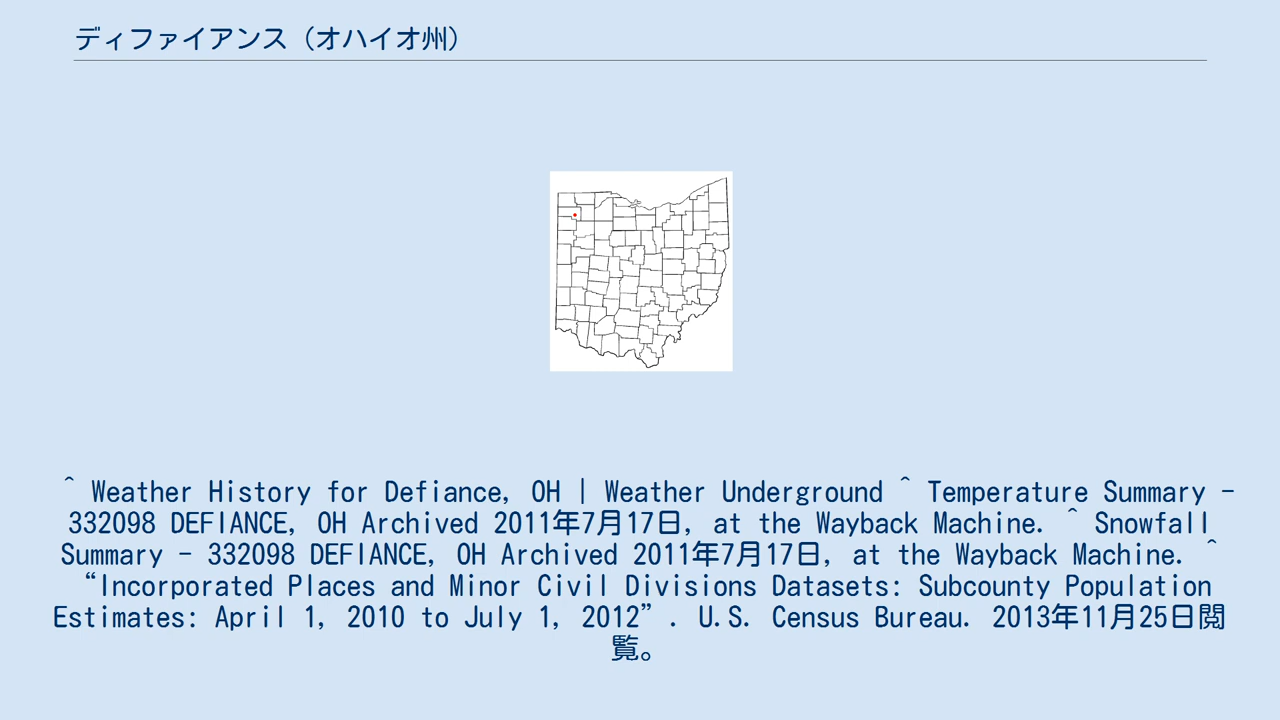 ディファイアンス（オハイオ州）
^ Weather History for Defiance, OH | Weather Underground ^ Temperature Summary -
332098 DEFIANCE, OH Archived 2011年7月17日, at the Wayback Machine. ^ Snowfall
Summary - 332098 DEFIANCE, OH Archived 2011年7月17日, at the Wayback Machine. ^
“Incorporated Places and Minor Civil Divisions Datasets: Subcounty Population
Estimates: April 1, 2010 to July 1, 2012”. U.S. Census Bureau. 2013年11月25日閲
覧。